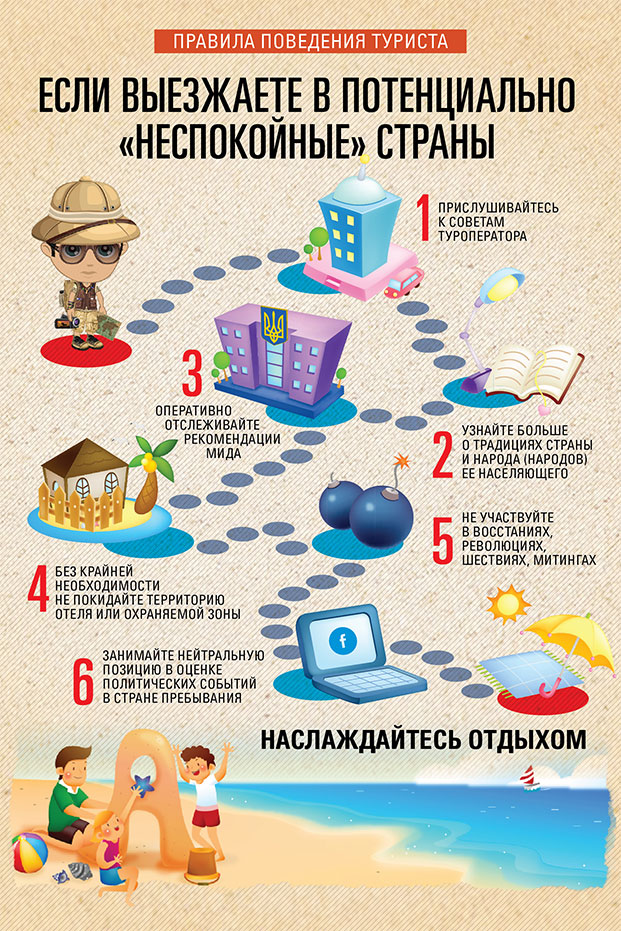 ПРАВИЛА ПОВЕДЕНИЯ ТУРИСТА
ЕСЛИ ВЫЕЗЖАЕТЕ В ПОТЕНЦИАЛЬНО
«НЕСПОКОЙНЫЕ» СТРАНЫ
1
ПРИСЛУШИВАЙТЕСЬ
К СОВЕТАМ
ТУРОПЕРАТОРА
2
УЗНАЙТЕ БОЛЬШЕ
О ТРАДИЦИЯХ СТРАНЫ
И НАРОДА (НАРОДОВ)
ЕЕ НАСЕЛЯЮЩЕГО
3
ОПЕРАТИВНО
ОТСЛЕЖИВАЙТЕ
РЕКОМЕНДАЦИИ
МИДА
4
БЕЗ КРАЙНЕЙ
НЕОБХОДИМОСТИ
НЕ ПОКИДАЙТЕ ТЕРРИТОРИЮ
ОТЕЛЯ ИЛИ ОХРАНЯЕМОЙ ЗОНЫ
5
НЕ УЧАСТВУЙТЕ
В ВОССТАНИЯХ,
РЕВОЛЮЦИЯХ,
ШЕСТВИЯХ, МИТИНГАХ
6
ЗАНИМАЙТЕ НЕЙТРАЛЬНУЮ
ПОЗИЦИЮ В ОЦЕНКЕ
ПОЛИТИЧЕСКИХ СОБЫТИЙ
В СТРАНЕ ПРЕБЫВАНИЯ
f
НАСЛАЖДАЙТЕСЬ ОТДЫХОМ